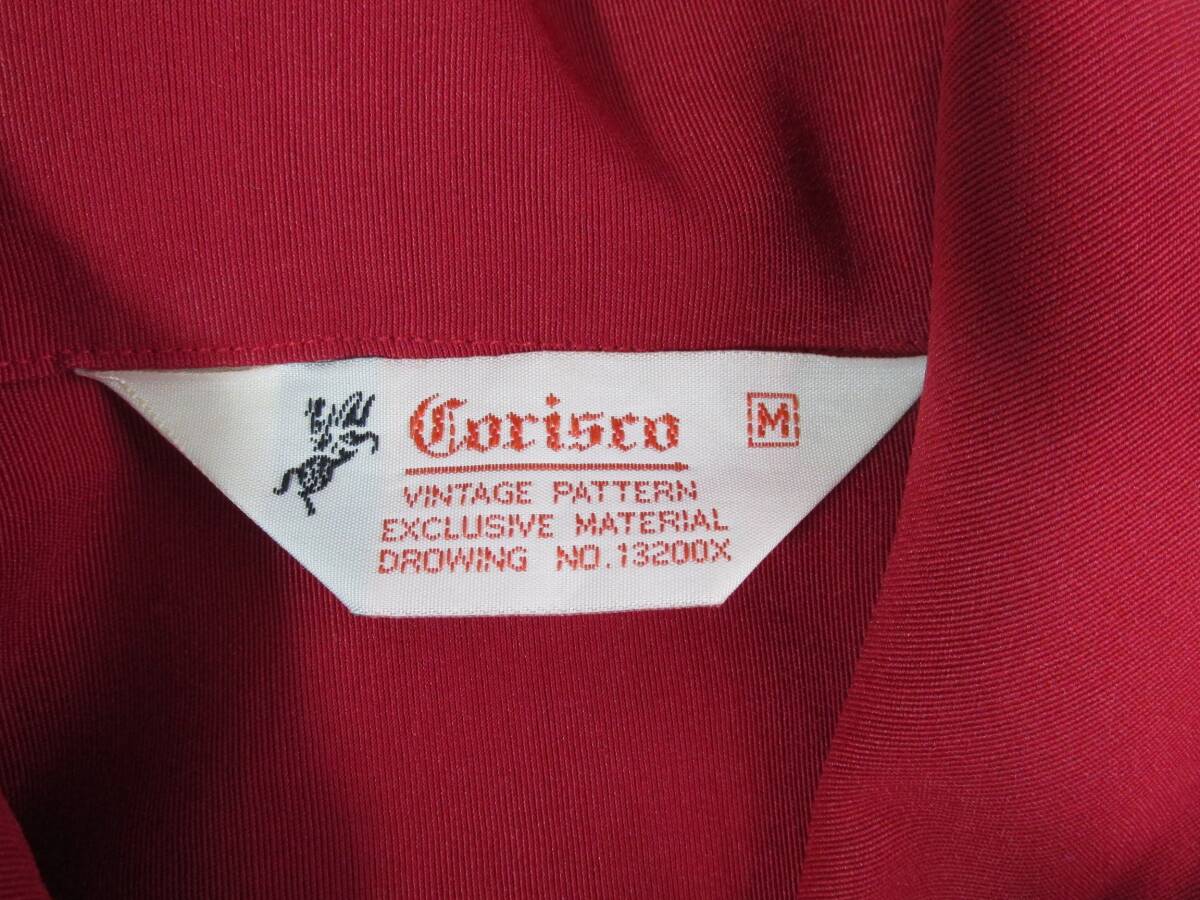 Corisco
M
VINTAGE PATTERN
EXCLUSIVE MATERIAL
DROWING NO.13200X